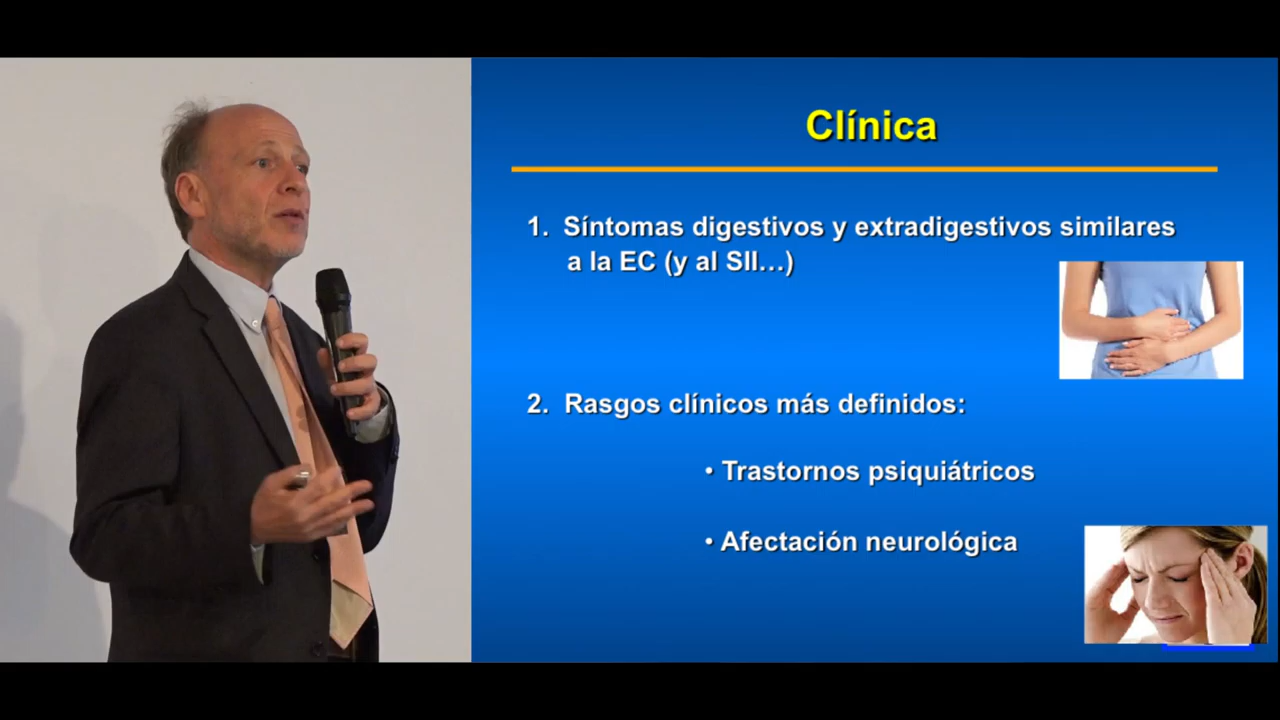 Clínica
1. Síntomas digestivos y extradigestivos similares
a la EC (y al SII...)
2. Rasgos clínicos más definidos:
• Trastornos psiquiátricos
• Afectación neurológica